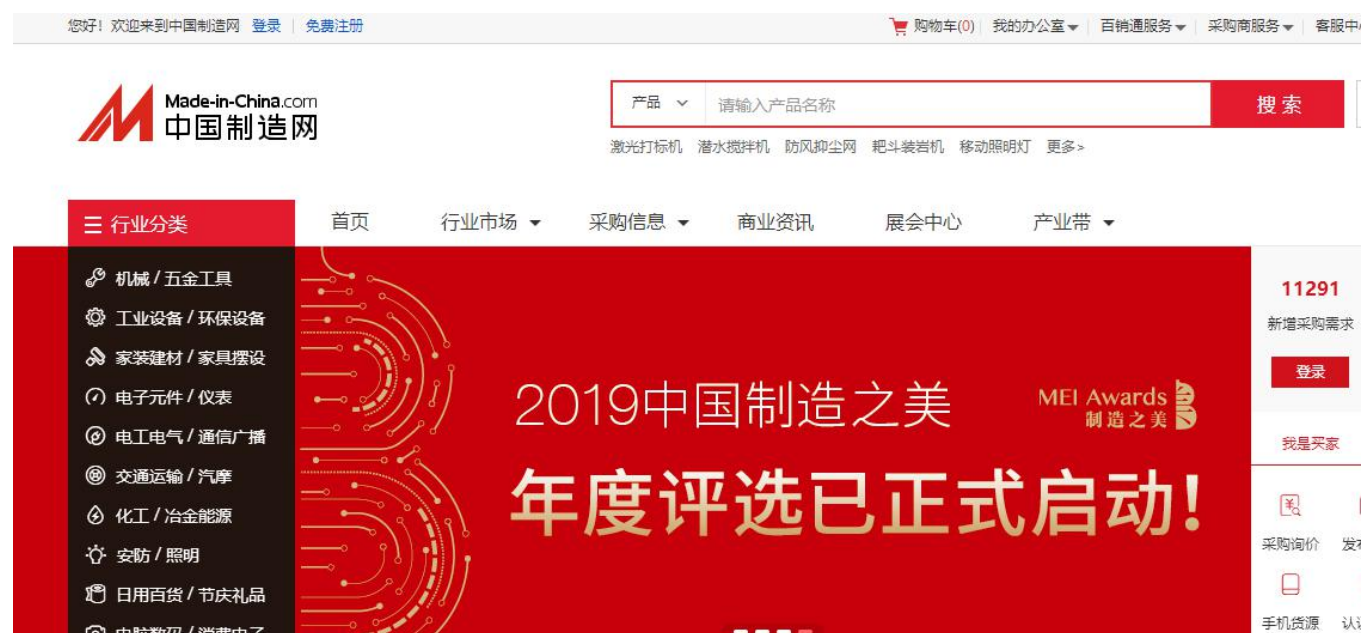 您好！欢迎来到中国制造网 登录 免费注册 购物车(0) 我的办公室 百销通服务 采购商服务 客服中
Made-in-China.com
中国制造网
产品 请输入产品名称 搜索
激光打标机 潜水搅拌机 防风抑尘网 耙斗装岩机 移动照明灯 更多>
行业分类 首页 行业市场 采购信息 商业资讯 展会中心 产业带
机械 / 五金工具
工业设备 / 环保设备
家装建材 / 家具摆设
电子元件 / 仪表
电工电气 / 通信广播
交通运输 / 汽摩
化工 / 冶金能源
安防 / 照明
日用百货 / 节庆礼品
电脑数码 / 消费电子
2019中国制造之美
MEI Awards
制造之美
年度评选已正式启动!
11291
新增采购需求
登录
我是买家
采购询价
手机货源